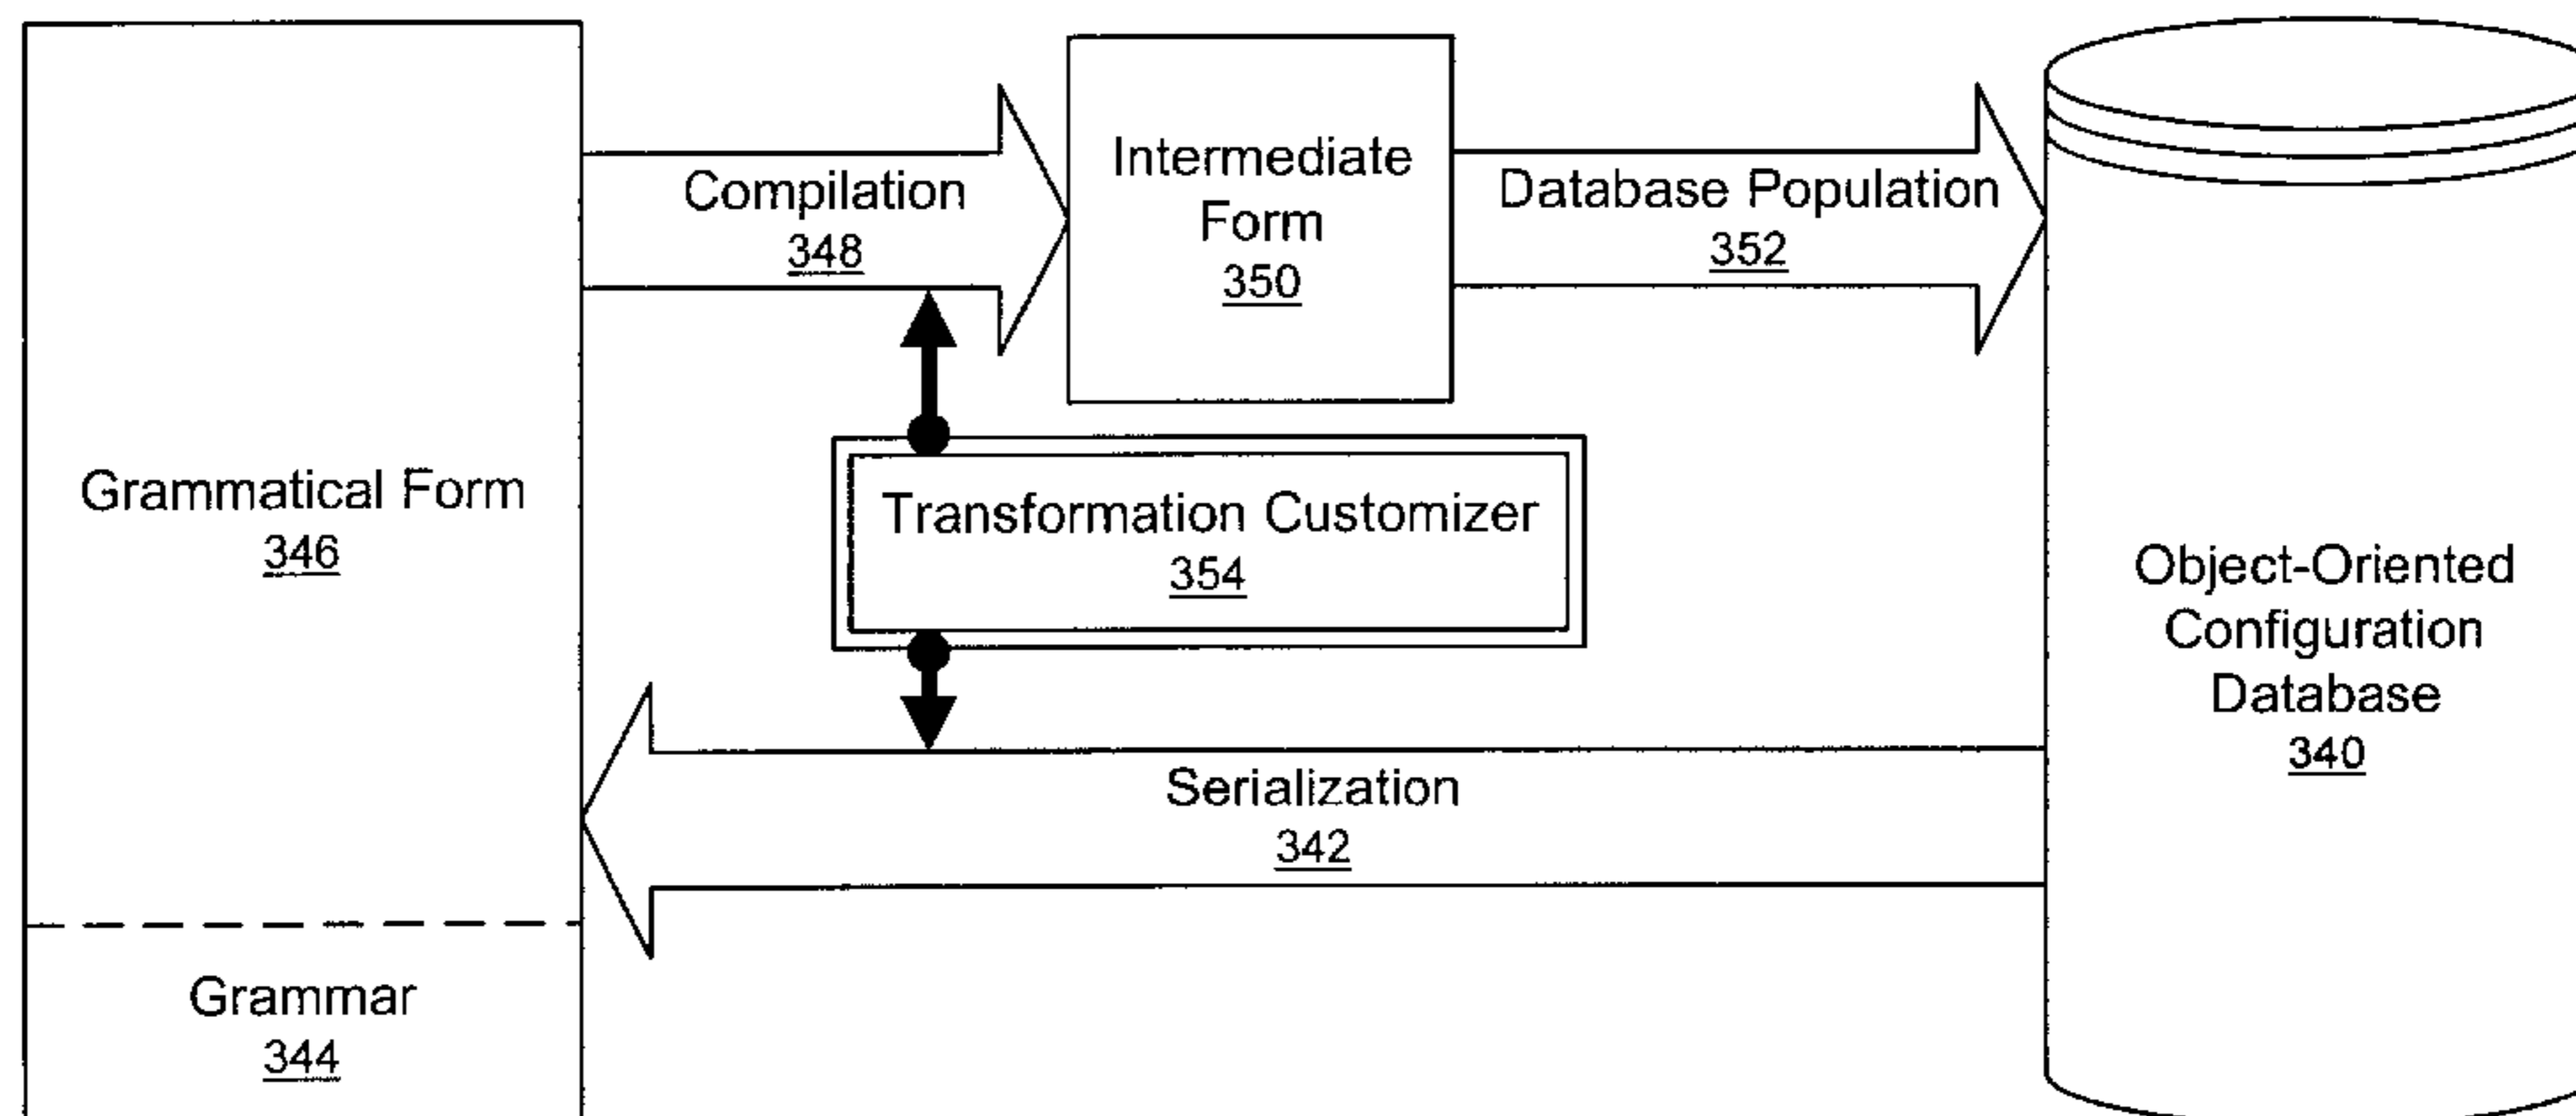 Grammatical Form
346
Grammar
344
Compilation
348
Intermediate
Form
350
Database Population
352
Transformation Customizer
354
Serialization
342
Object-Oriented
Configuration
Database
340